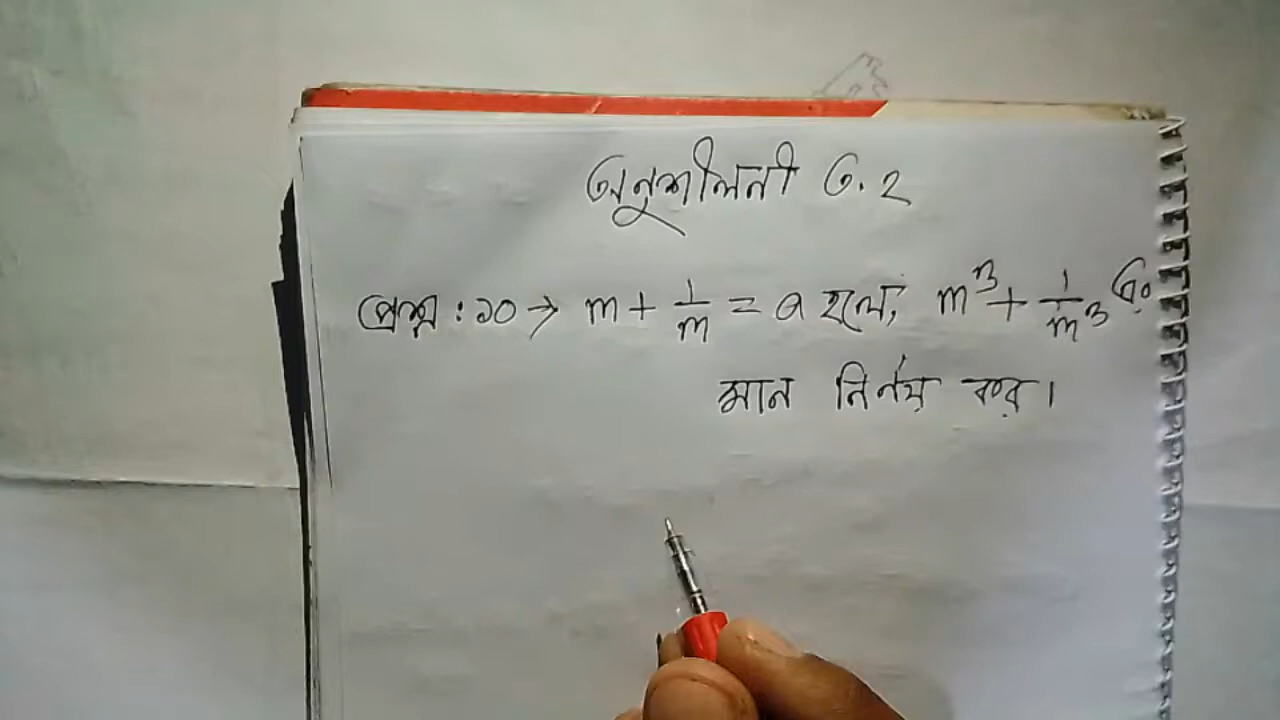 অনুশীলনী ৩.২
প্রশ্ন : ১০ → m + 1/m = a হলে, m³ + 1/m³ এর
মান নির্ণয় কর।